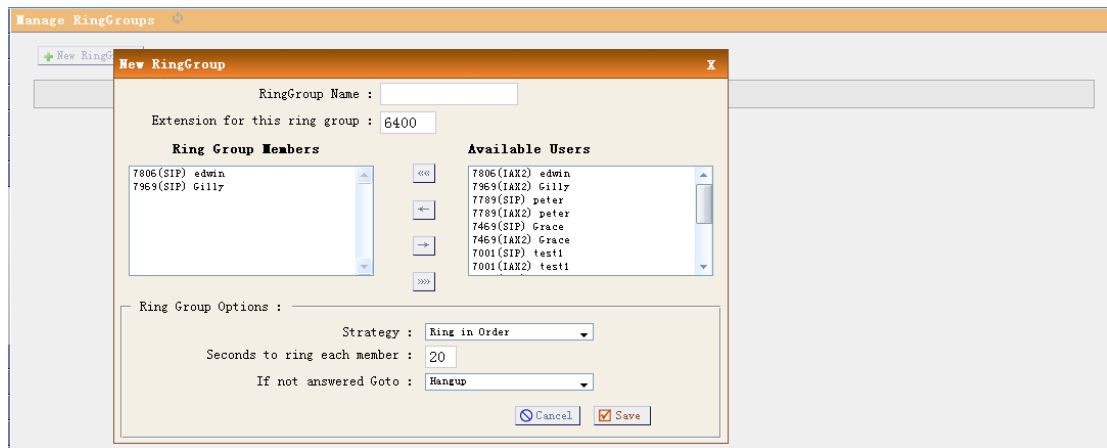 Manage RingGroups
New RingG
New RingGroup X
RingGroup Name :
Extension for this ring group : 6400
Ring Group Members
Available Users
7806(SIP) edwin
7969(SIP) Gilly
««
←
→
»»
7806(IAX2) edwin
7969(IAX2) Gilly
7789(SIP) peter
7789(IAX2) peter
7469(SIP) Grace
7469(IAX2) Grace
7001(SIP) test1
7001(IAX2) test1
Ring Group Options :
Strategy : Ring in Order
Seconds to ring each member : 20
If not answered Goto : Hangup
Cancel Save